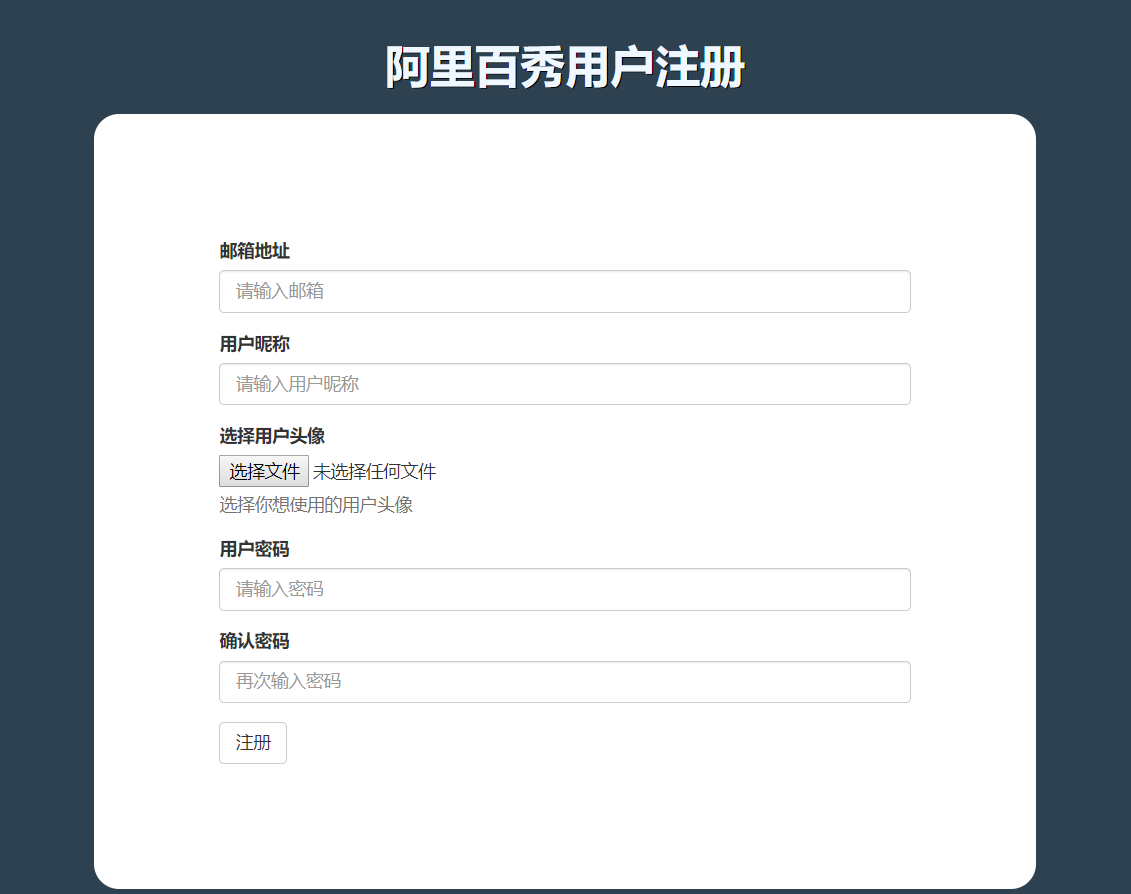 阿里百秀用户注册
邮箱地址
请输入邮箱
用户昵称
请输入用户昵称
选择用户头像
选择文件 未选择任何文件
选择你想使用的用户头像
用户密码
请输入密码
确认密码
再次输入密码
注册